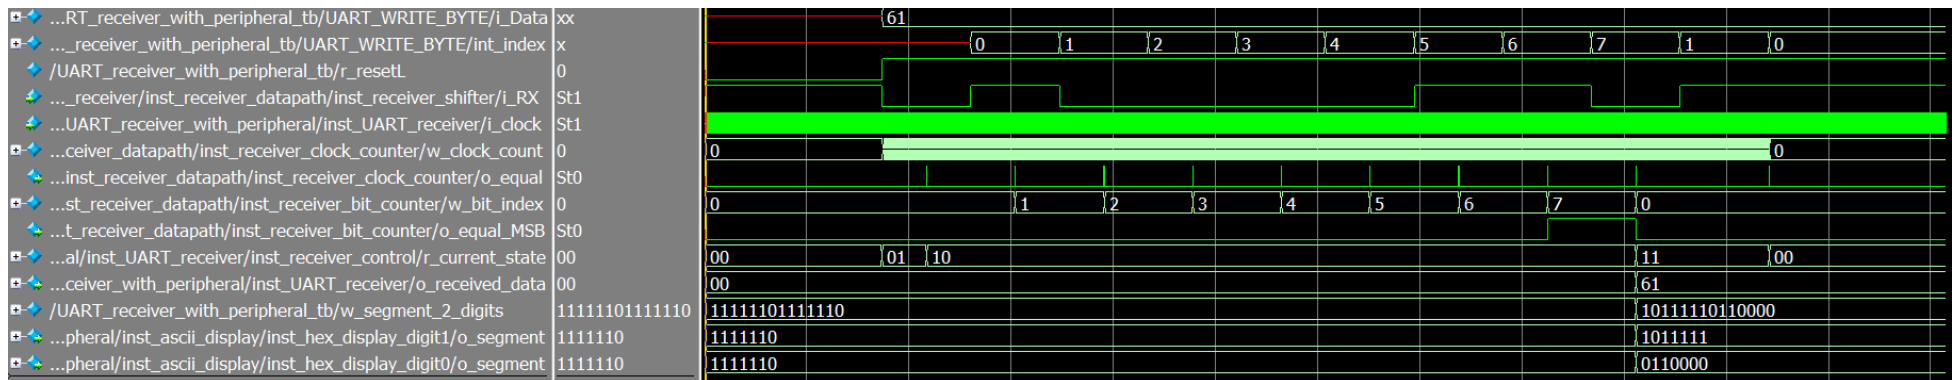 ...RT_receiver_with_peripheral_tb/UART_WRITE_BYTE/i_Data xx 61
..._receiver_with_peripheral_tb/UART_WRITE_BYTE/int_index x 0 1 2 3 4 5 6 7 1 0
/UART_receiver_with_peripheral_tb/r_resetL 0
..._receiver/inst_receiver_datapath/inst_receiver_shifter/i_RX St1
...UART_receiver_with_peripheral/inst_UART_receiver/i_clock St1
...ceiver_datapath/inst_receiver_clock_counter/w_clock_count 0 0 0
...inst_receiver_datapath/inst_receiver_clock_counter/o_equal St0
...st_receiver_datapath/inst_receiver_bit_counter/w_bit_index 0 0 1 2 3 4 5 6 7 0
...t_receiver_datapath/inst_receiver_bit_counter/o_equal_MSB St0
...al/inst_UART_receiver/inst_receiver_control/r_current_state 00 00 01 10 11 00
...ceiver_with_peripheral/inst_UART_receiver/o_received_data 00 00 61
/UART_receiver_with_peripheral_tb/w_segment_2_digits 11111101111110 11111101111110 10111110110000
...pheral/inst_ascii_display/inst_hex_display_digit1/o_segment 1111110 1111110 1011111
...pheral/inst_ascii_display/inst_hex_display_digit0/o_segment 1111110 1111110 0110000